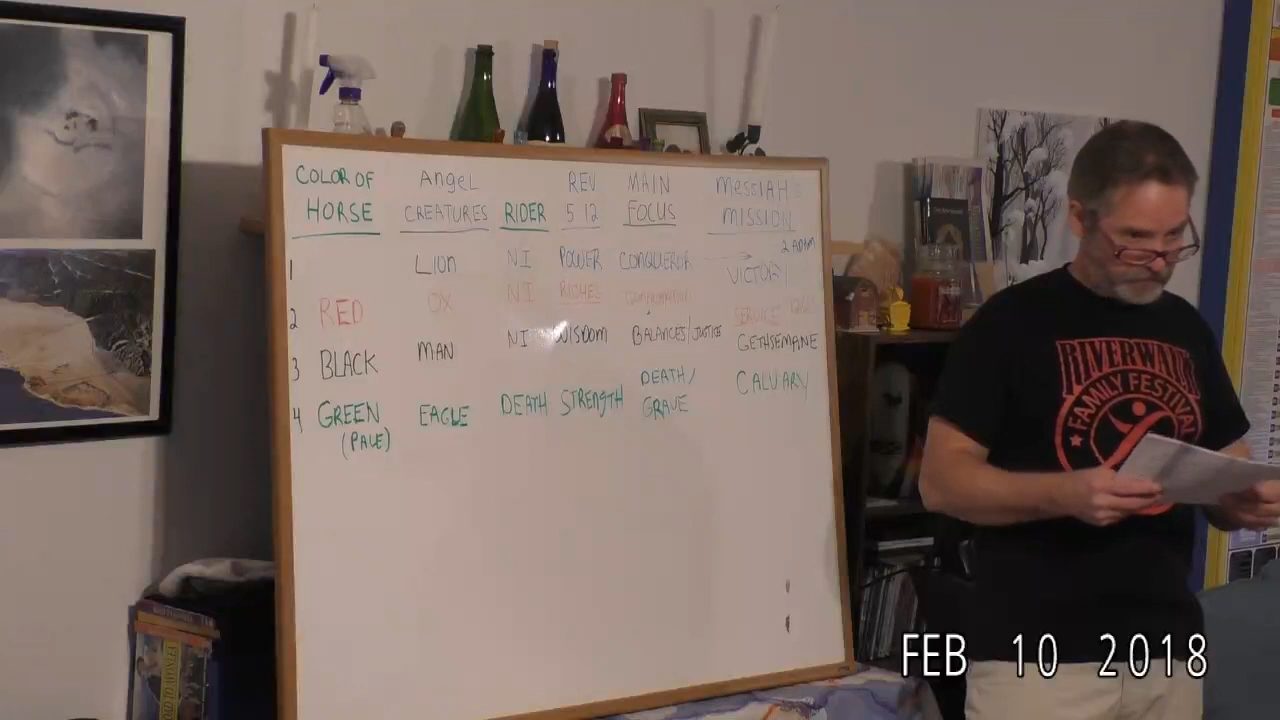 COLOR OF
HORSE
Angel
CREATURES
RIDER
REV
5 12
MAIN
FOCUS
MESSIAH'S
MISSION
2 ADAM
1 Lion NI POWER CONQUEROR VICTORY
2 RED OX NI RICHES SERVICE
3 BLACK MAN NI WISDOM BALANCES/JUSTICE GETHSEMANE
4 GREEN EAGLE DEATH STRENGTH DEATH/ CALVARY
(PALE) GRAVE
RIVERWALK
FAMILY FESTIVAL
FEB 10 2018